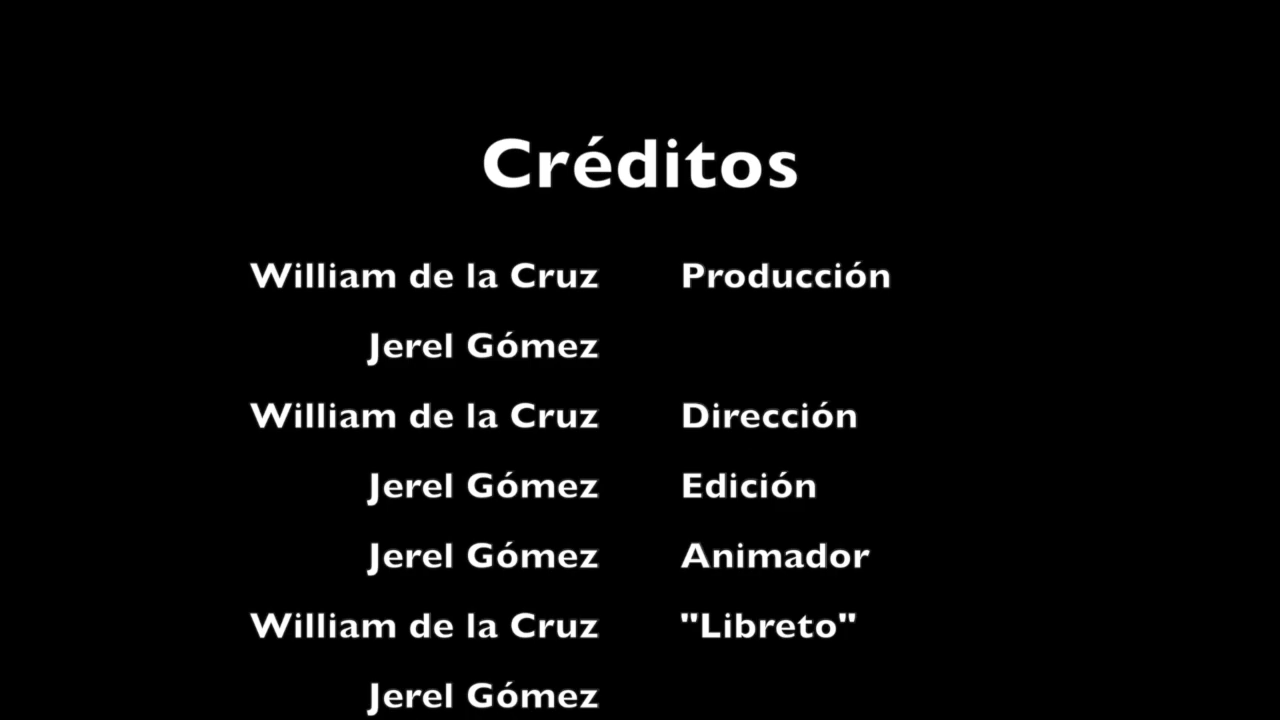 Créditos
William de la Cruz Producción
Jerel Gómez
William de la Cruz Dirección
Jerel Gómez Edición
Jerel Gómez Animador
William de la Cruz "Libreto"
Jerel Gómez